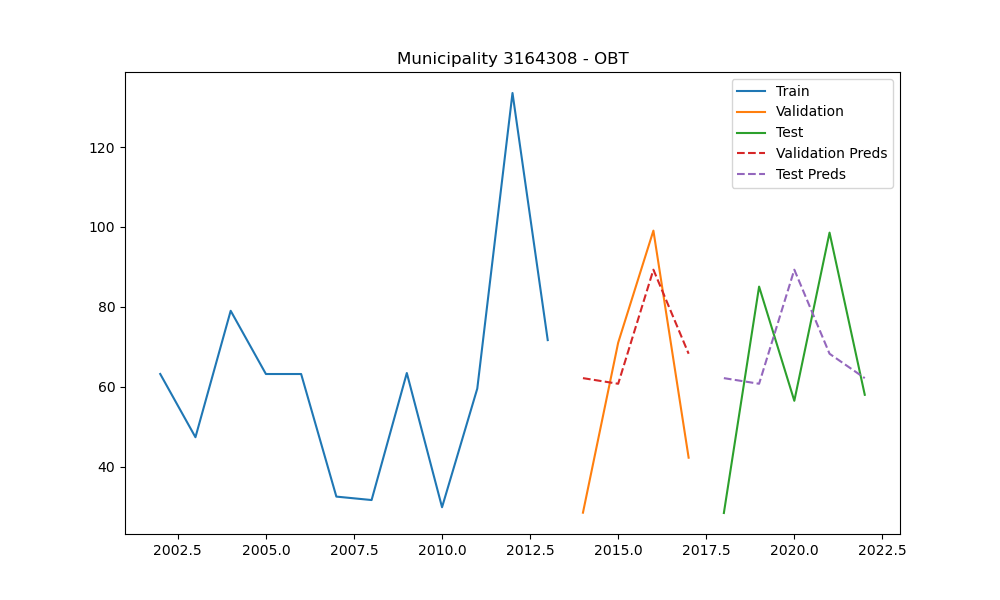 Municipality 3164308 - OBT
Train
Validation
Test
Validation Preds
Test Preds
120
100
80
60
40
2002.5 2005.0 2007.5 2010.0 2012.5 2015.0 2017.5 2020.0 2022.5